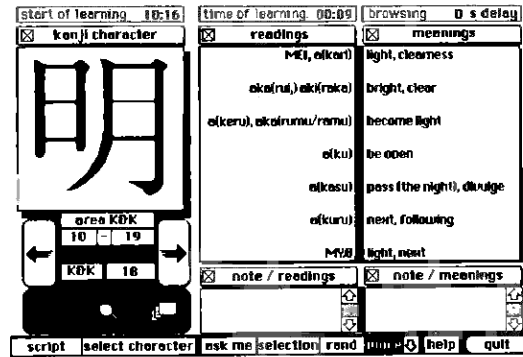 start of learning 10:16
time of learning 00:09
browsing 0 s delay
kanji character
readings
meanings
明
MEI, a(kari) light, clearness
aka(rui,) aki(raka) bright, clear
a(keru), aka(rumu/ramu) become light
a(ku) be open
a(kasu) pass (the night), divulge
a(kuru) next, following
MYO light, next
area KDK
10 - 19
KDK 18
note / readings
note / meanings
script select character ask me selection rand help quit